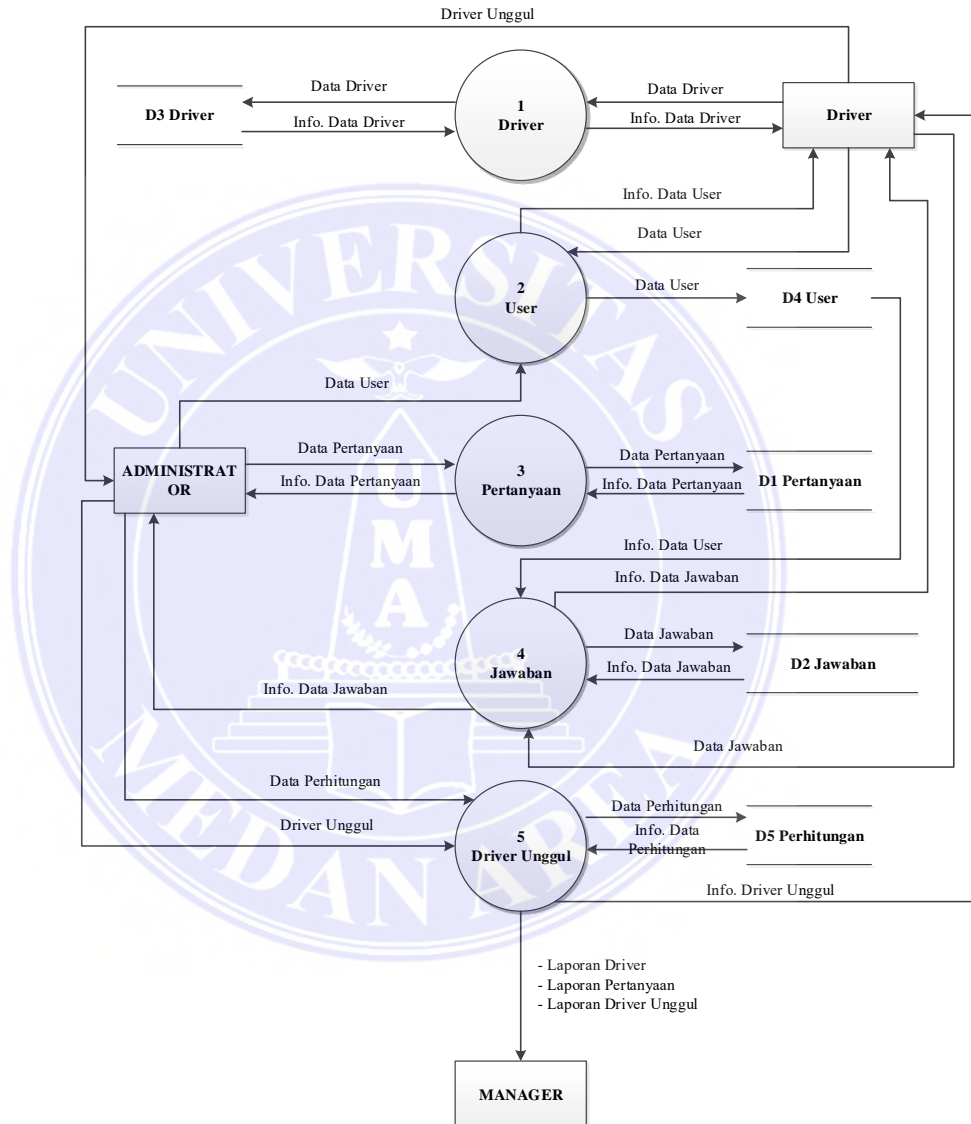 Driver Unggul
Data Driver
Data Driver
D3 Driver
1
Driver
Driver
Info. Data Driver
Info. Data Driver
Info. Data User
Data User
2
User
Data User
D4 User
Data User
ADMINISTRAT
OR
Data Pertanyaan
Info. Data Pertanyaan
3
Pertanyaan
Data Pertanyaan
Info. Data Pertanyaan
D1 Pertanyaan
Info. Data User
Info. Data Jawaban
4
Jawaban
Data Jawaban
Info. Data Jawaban
D2 Jawaban
Info. Data Jawaban
Data Jawaban
Data Perhitungan
Driver Unggul
5
Driver Unggul
Data Perhitungan
Info. Data
Perhitungan
D5 Perhitungan
Info. Driver Unggul
- Laporan Driver
- Laporan Pertanyaan
- Laporan Driver Unggul
MANAGER
UNIVERSITAS
UMA
MEDAN AREA